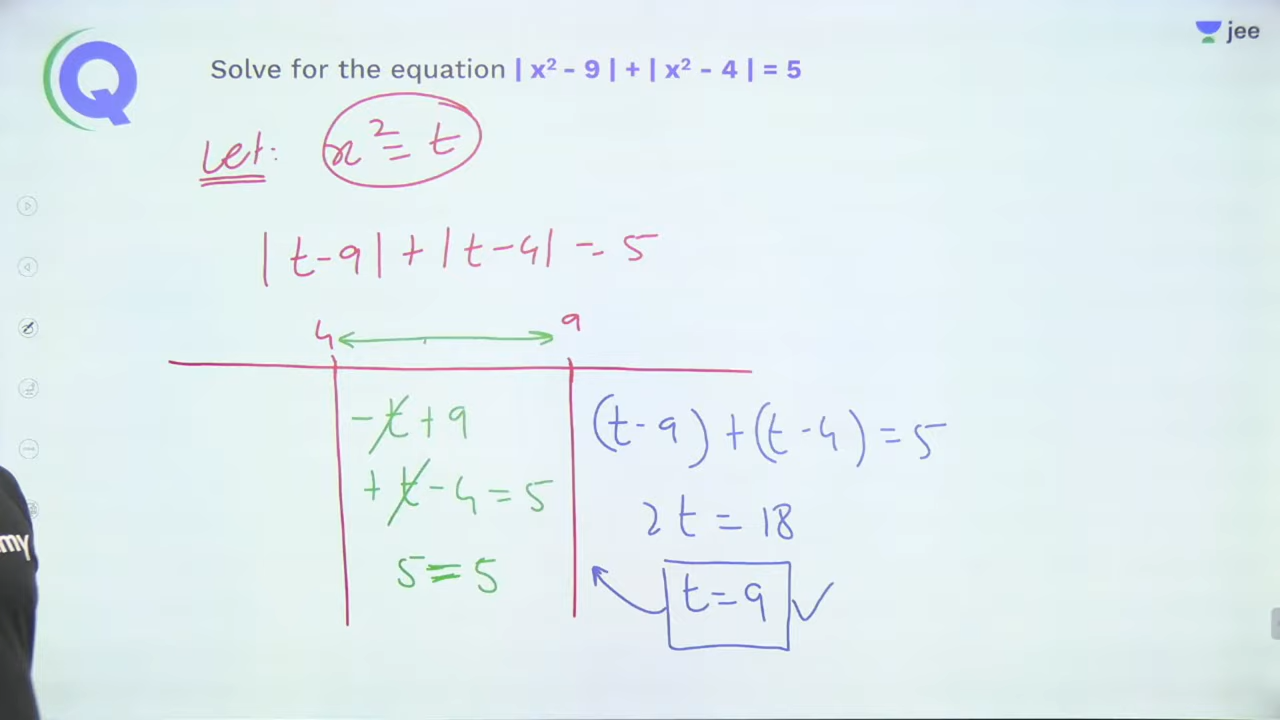 jee
Solve for the equation | x² - 9 | + | x² - 4 | = 5
Let: x² = t
|t-9| + |t-4| = 5
4 9
-t + 9
+ t - 4 = 5
5 = 5
(t-9) + (t-4) = 5
2t = 18
t = 9 ✓
my